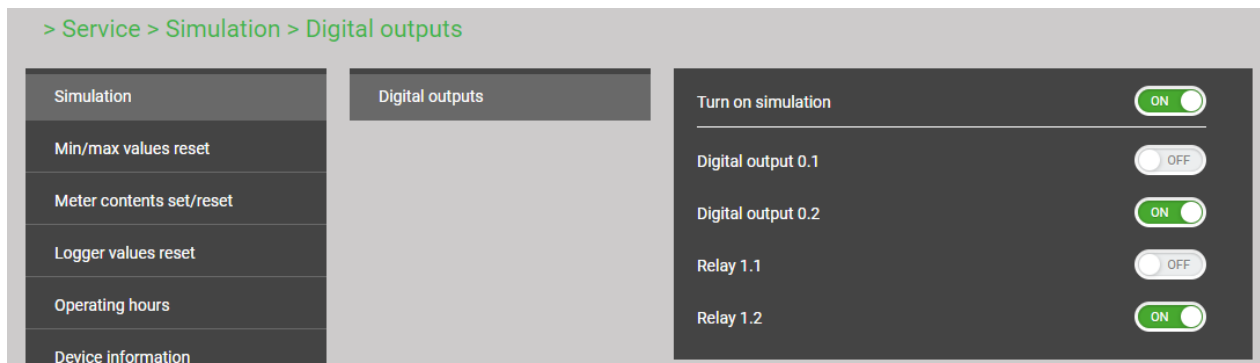 > Service > Simulation > Digital outputs
Simulation
Min/max values reset
Meter contents set/reset
Logger values reset
Operating hours
Device information
Digital outputs
Turn on simulation ON
Digital output 0.1 OFF
Digital output 0.2 ON
Relay 1.1 OFF
Relay 1.2 ON